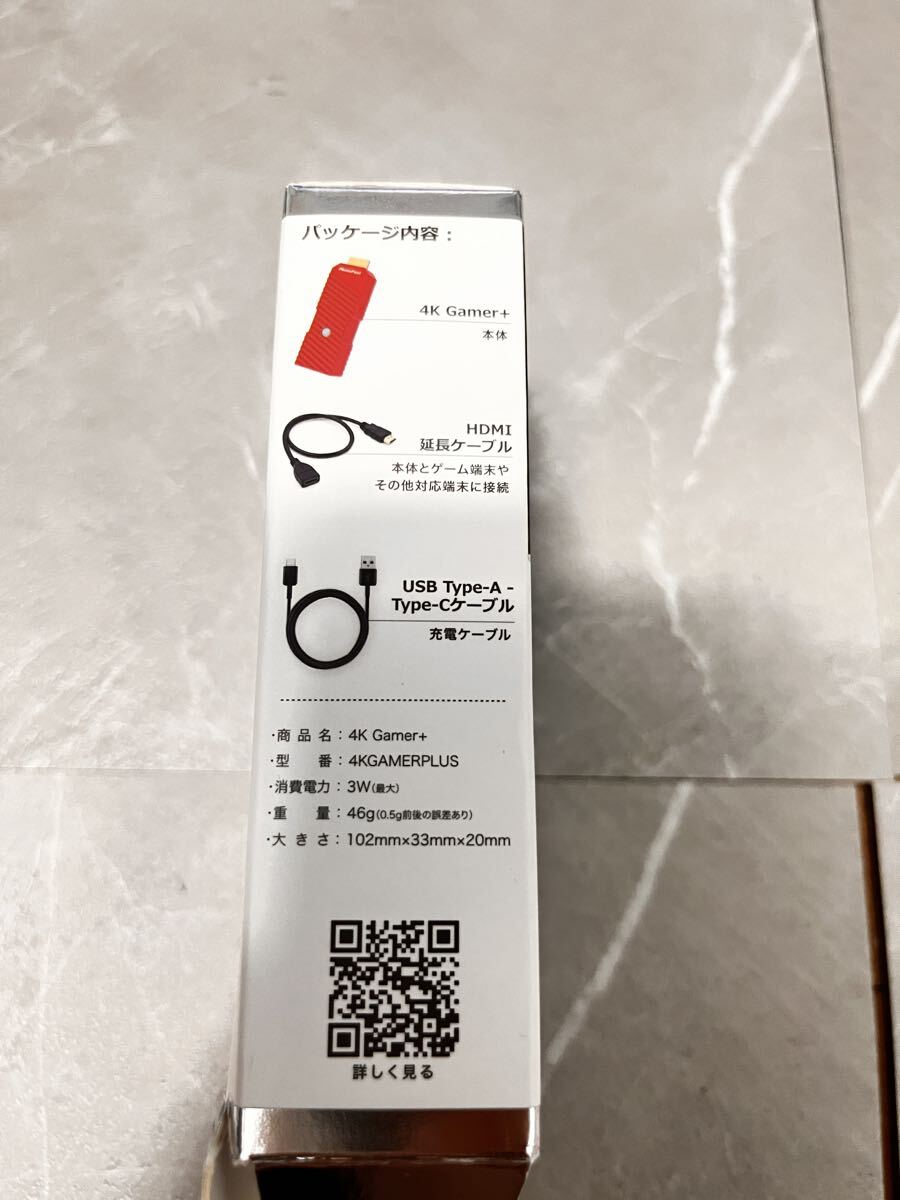 パッケージ内容：
PhotoFast
4K Gamer+
本体
HDMI
延長ケーブル
本体とゲーム端末や
その他対応端末に接続
USB Type-A -
Type-Cケーブル
充電ケーブル
・商品名：4K Gamer+
・型番：4KGAMERPLUS
・消費電力：3W(最大)
・重量：46g(0.5g前後の誤差あり)
・大きさ：102mm×33mm×20mm
詳しく見る